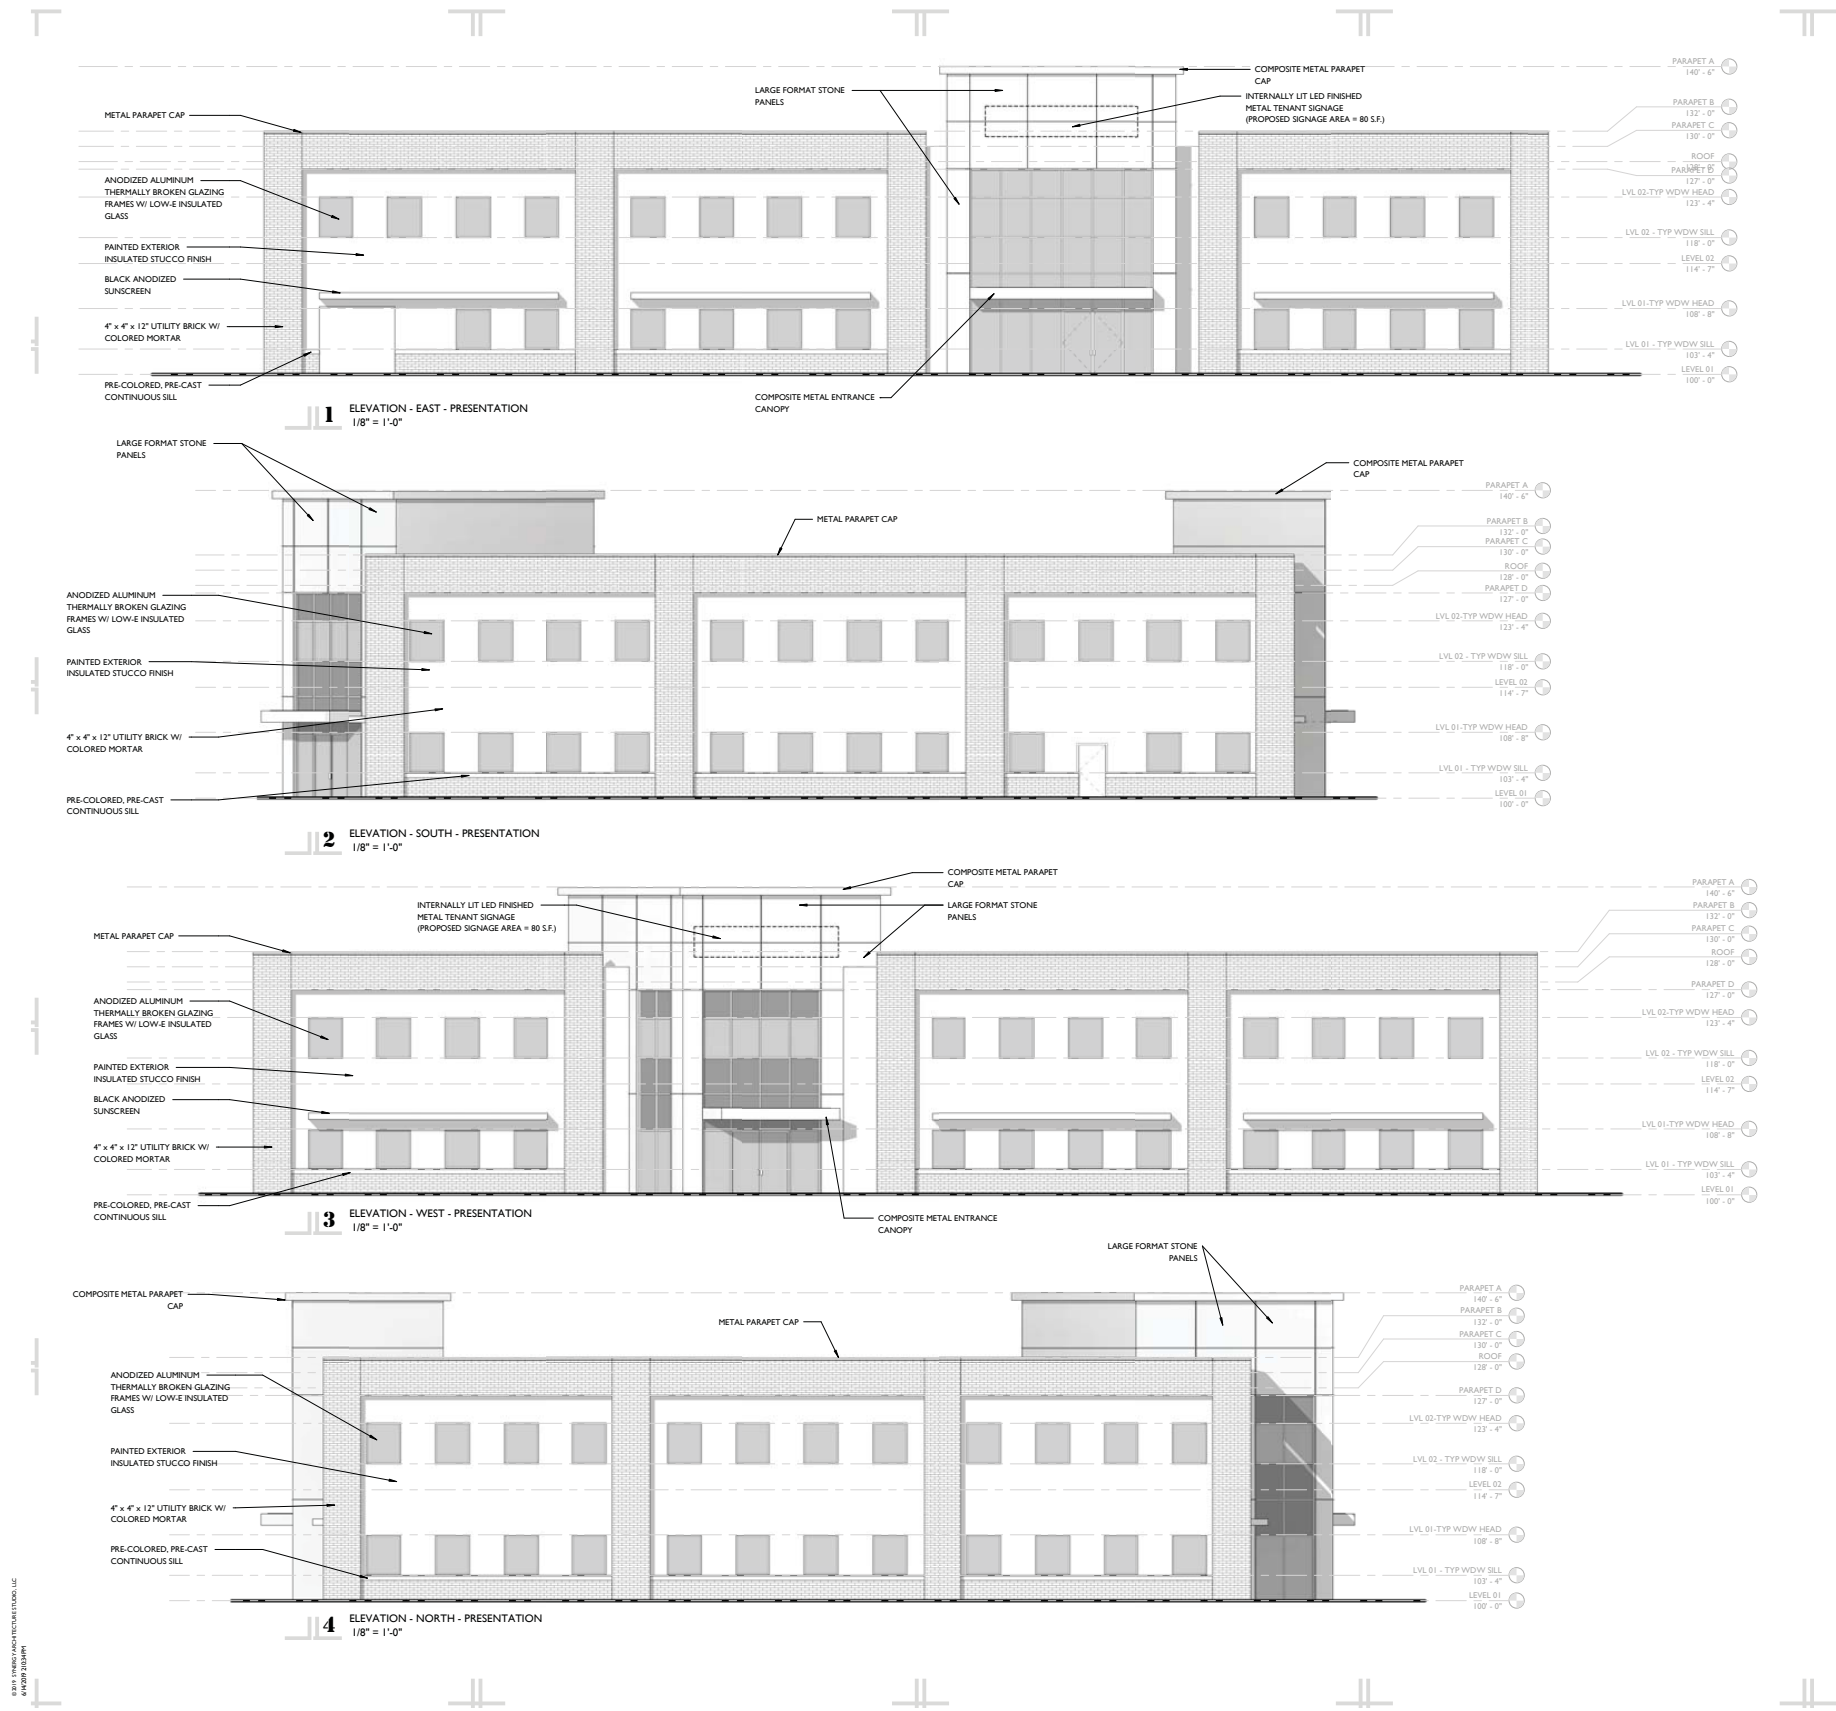 COMPOSITE METAL PARAPET
CAP
LARGE FORMAT STONE
PANELS
INTERNALLY LIT LED FINISHED
METAL TENANT SIGNAGE
(PROPOSED SIGNAGE AREA = 80 S.F.)
METAL PARAPET CAP
ANODIZED ALUMINUM
THERMALLY BROKEN GLAZING
FRAMES W/ LOW-E INSULATED
GLASS
PAINTED EXTERIOR
INSULATED STUCCO FINISH
BLACK ANODIZED
SUNSCREEN
4" x 4" x 12" UTILITY BRICK W/
COLORED MORTAR
PRE-COLORED, PRE-CAST
CONTINUOUS SILL
COMPOSITE METAL ENTRANCE
CANOPY
PARAPET A
140' - 6"
PARAPET B
132' - 0"
PARAPET C
130' - 0"
ROOF
PARAPET D
127' - 0"
LVL 02-TYP WDW HEAD
123' - 4"
LVL 02 - TYP WDW SILL
118' - 0"
LEVEL 02
114' - 7"
LVL 01-TYP WDW HEAD
108' - 8"
LVL 01 - TYP WDW SILL
103' - 4"
LEVEL 01
100' - 0"
1 ELEVATION - EAST - PRESENTATION
1/8" = 1'-0"
LARGE FORMAT STONE
PANELS
COMPOSITE METAL PARAPET
CAP
METAL PARAPET CAP
ANODIZED ALUMINUM
THERMALLY BROKEN GLAZING
FRAMES W/ LOW-E INSULATED
GLASS
PAINTED EXTERIOR
INSULATED STUCCO FINISH
4" x 4" x 12" UTILITY BRICK W/
COLORED MORTAR
PRE-COLORED, PRE-CAST
CONTINUOUS SILL
PARAPET A
140' - 6"
PARAPET B
132' - 0"
PARAPET C
130' - 0"
ROOF
128' - 0"
PARAPET D
127' - 0"
LVL 02-TYP WDW HEAD
123' - 4"
LVL 02 - TYP WDW SILL
118' - 0"
LEVEL 02
114' - 7"
LVL 01-TYP WDW HEAD
108' - 8"
LVL 01 - TYP WDW SILL
103' - 4"
LEVEL 01
100' - 0"
2 ELEVATION - SOUTH - PRESENTATION
1/8" = 1'-0"
COMPOSITE METAL PARAPET
CAP
INTERNALLY LIT LED FINISHED
METAL TENANT SIGNAGE
(PROPOSED SIGNAGE AREA = 80 S.F.)
LARGE FORMAT STONE
PANELS
METAL PARAPET CAP
ANODIZED ALUMINUM
THERMALLY BROKEN GLAZING
FRAMES W/ LOW-E INSULATED
GLASS
PAINTED EXTERIOR
INSULATED STUCCO FINISH
BLACK ANODIZED
SUNSCREEN
4" x 4" x 12" UTILITY BRICK W/
COLORED MORTAR
PRE-COLORED, PRE-CAST
CONTINUOUS SILL
COMPOSITE METAL ENTRANCE
CANOPY
PARAPET A
140' - 6"
PARAPET B
132' - 0"
PARAPET C
130' - 0"
ROOF
128' - 0"
PARAPET D
127' - 0"
LVL 02-TYP WDW HEAD
123' - 4"
LVL 02 - TYP WDW SILL
118' - 0"
LEVEL 02
114' - 7"
LVL 01-TYP WDW HEAD
108' - 8"
LVL 01 - TYP WDW SILL
103' - 4"
LEVEL 01
100' - 0"
3 ELEVATION - WEST - PRESENTATION
1/8" = 1'-0"
LARGE FORMAT STONE
PANELS
COMPOSITE METAL PARAPET
CAP
METAL PARAPET CAP
ANODIZED ALUMINUM
THERMALLY BROKEN GLAZING
FRAMES W/ LOW-E INSULATED
GLASS
PAINTED EXTERIOR
INSULATED STUCCO FINISH
4" x 4" x 12" UTILITY BRICK W/
COLORED MORTAR
PRE-COLORED, PRE-CAST
CONTINUOUS SILL
PARAPET A
140' - 6"
PARAPET B
132' - 0"
PARAPET C
130' - 0"
ROOF
128' - 0"
PARAPET D
127' - 0"
LVL 02-TYP WDW HEAD
123' - 4"
LVL 02 - TYP WDW SILL
118' - 0"
LEVEL 02
114' - 7"
LVL 01-TYP WDW HEAD
108' - 8"
LVL 01 - TYP WDW SILL
103' - 4"
LEVEL 01
100' - 0"
4 ELEVATION - NORTH - PRESENTATION
1/8" = 1'-0"
© 2019 SYNERGY ARCHITECTURE STUDIO, LLC